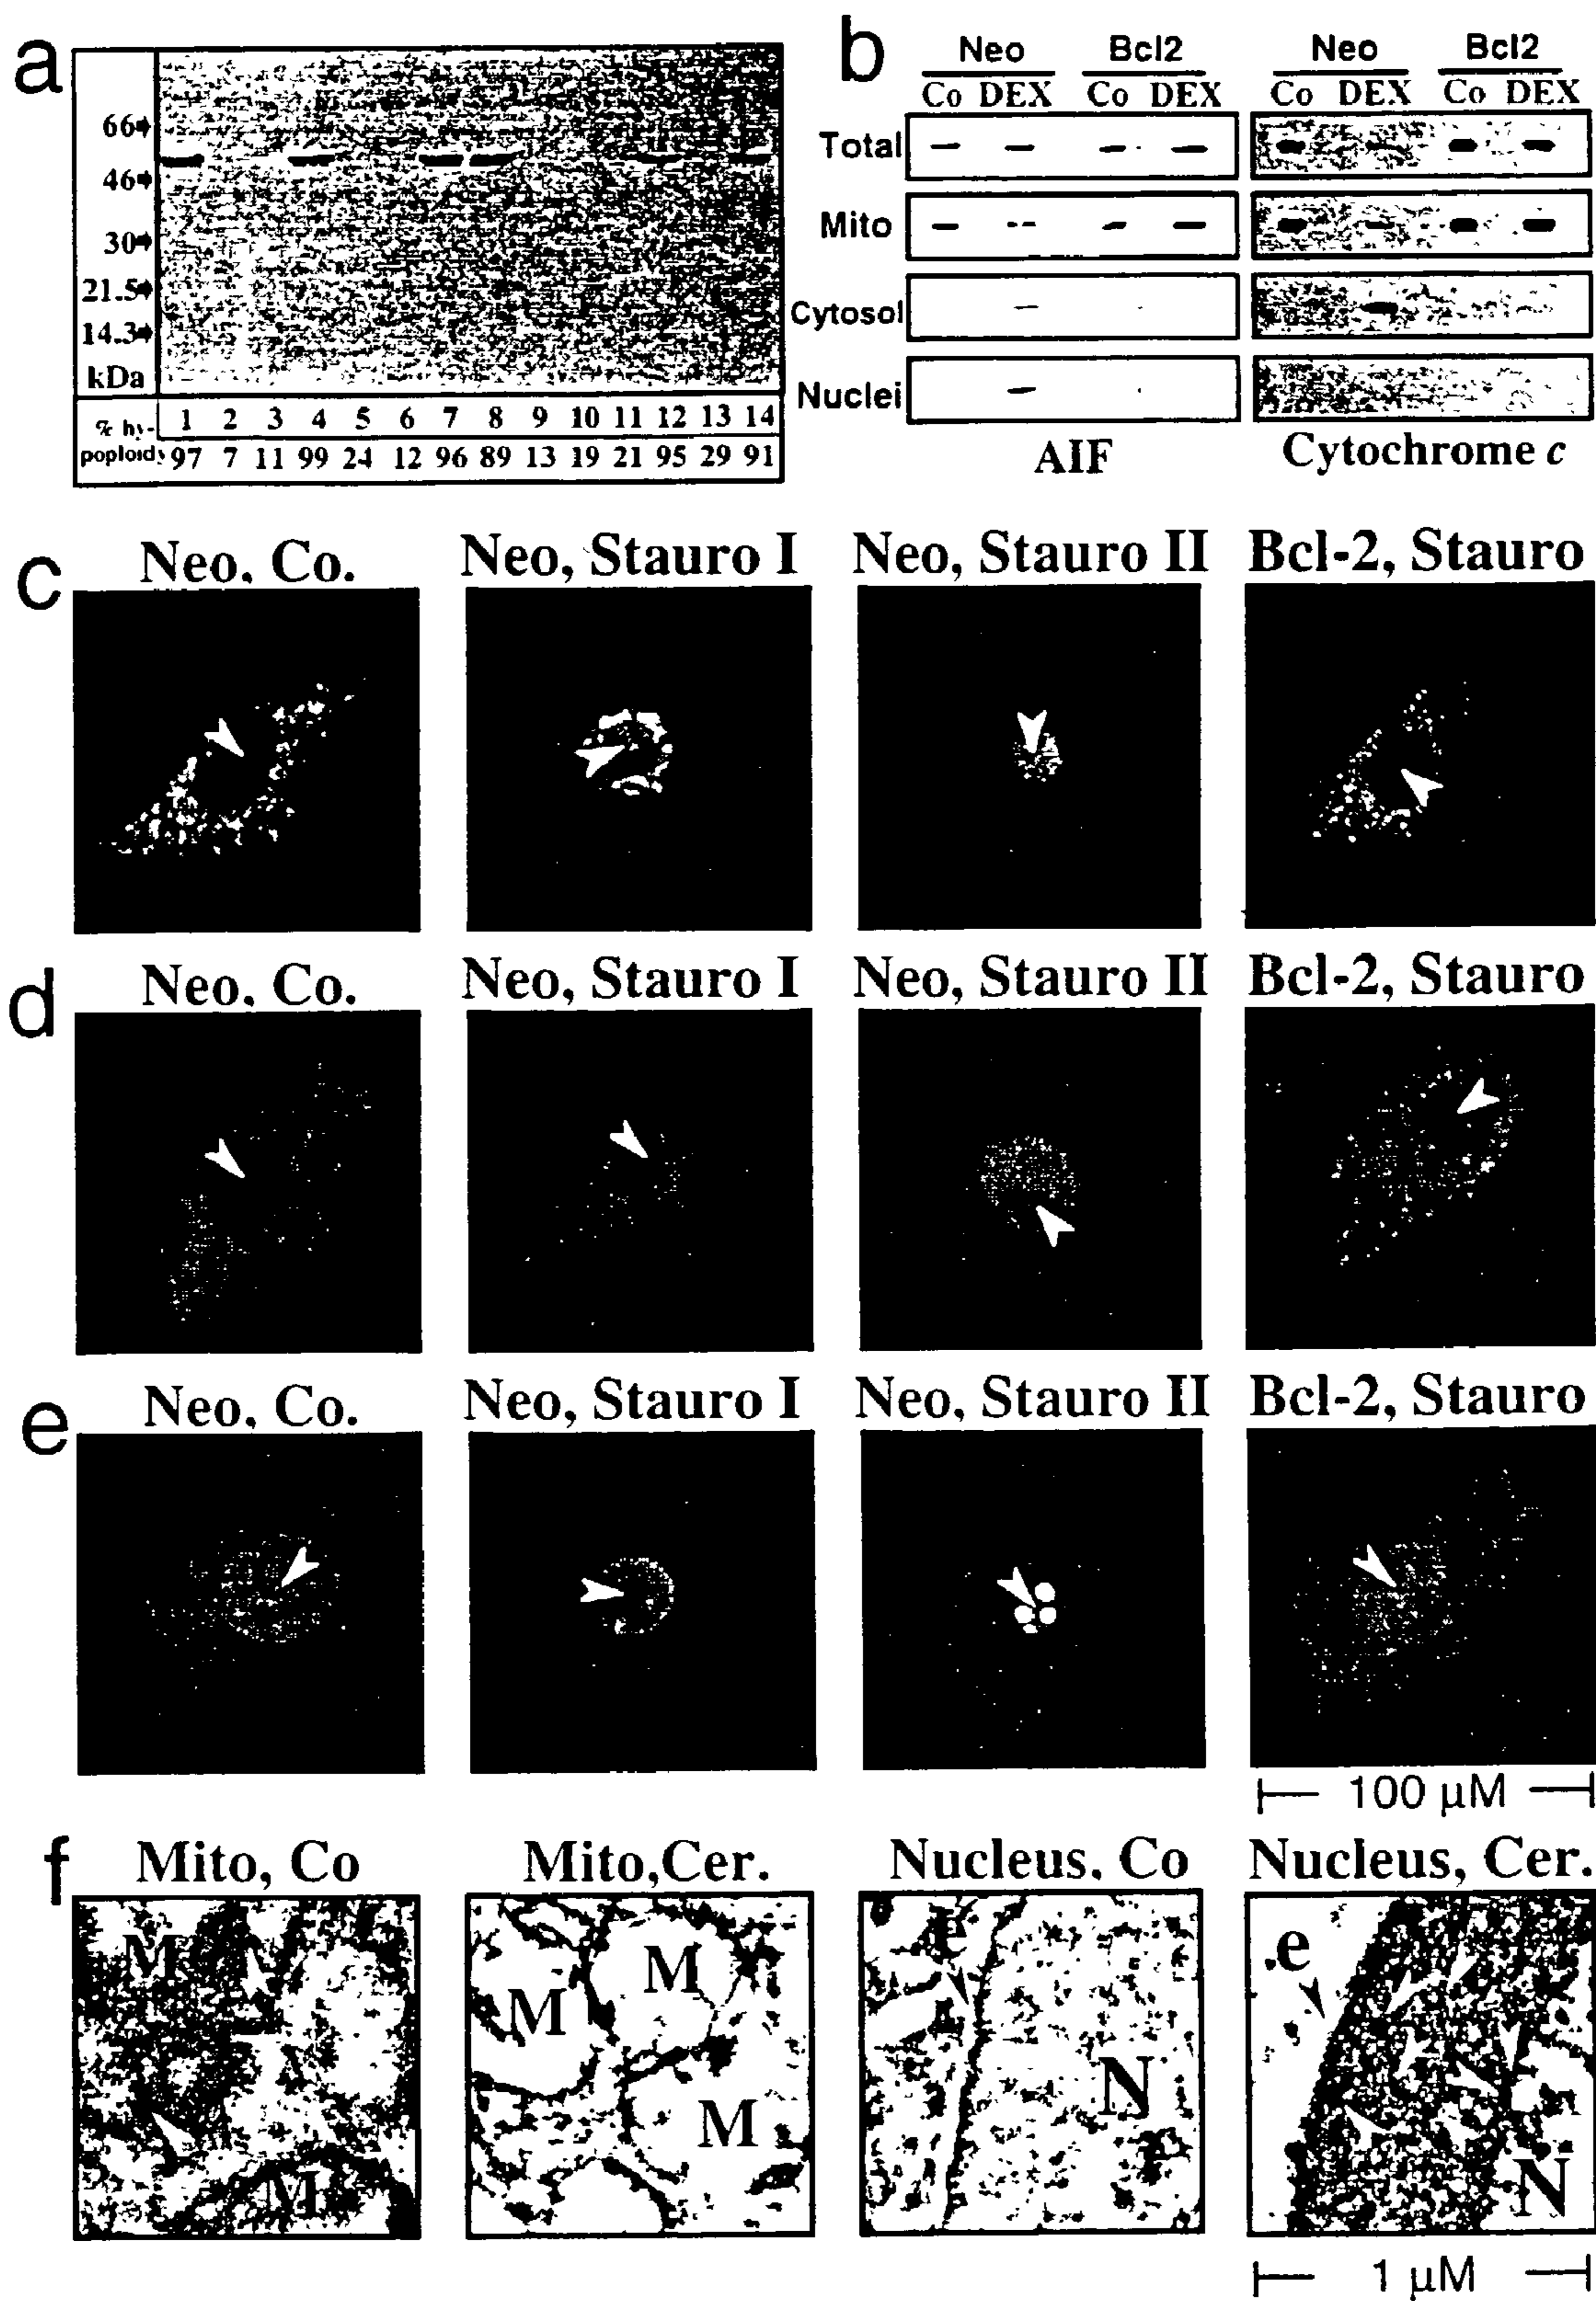 a
66
46
30
21.5
14.3
kDa
% hy- 1 2 3 4 5 6 7 8 9 10 11 12 13 14
poploidy 97 7 11 99 24 12 96 89 13 19 21 95 29 91
b
Neo Bcl2 Neo Bcl2
Co DEX Co DEX Co DEX Co DEX
Total
Mito
Cytosol
Nuclei
AIF Cytochrome c
c
Neo, Co. Neo, Stauro I Neo, Stauro II Bcl-2, Stauro
d
Neo, Co. Neo, Stauro I Neo, Stauro II Bcl-2, Stauro
e
Neo, Co. Neo, Stauro I Neo, Stauro II Bcl-2, Stauro
100 µM
f
Mito, Co Mito,Cer. Nucleus, Co Nucleus, Cer.
M M M M M e N .e N
M
1 µM